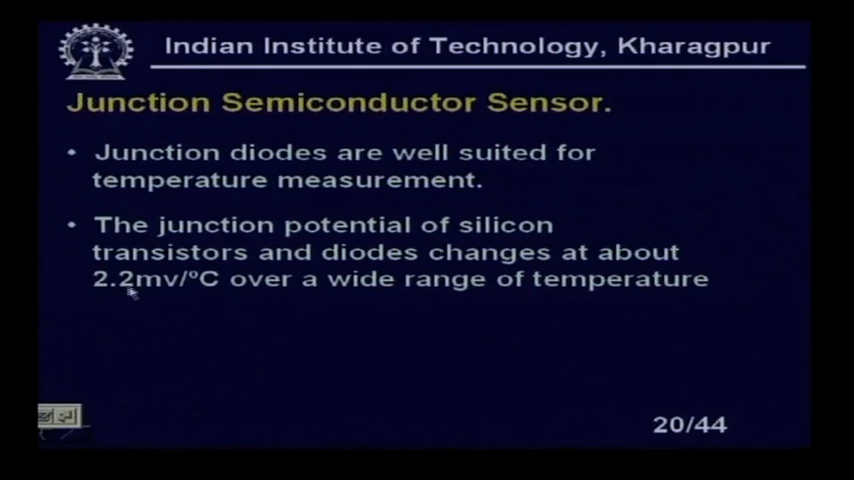 Indian Institute of Technology, Kharagpur
Junction Semiconductor Sensor.
• Junction diodes are well suited for
temperature measurement.
• The junction potential of silicon
transistors and diodes changes at about
2.2mv/ºC over a wide range of temperature
20/44